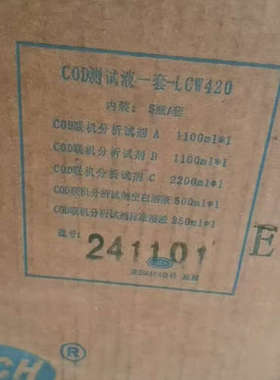 COD测试液一套-LCW420
内装: 5瓶/套
COD联机分析试剂 A 1100ml*1
COD联机分析试剂 B 1100ml*1
COD联机分析试剂 C 2200ml*1
COD联机分析试剂空白溶液 500ml*1
COD联机分析试剂标准溶液 250ml*1
批号: 241101
E
CH ®